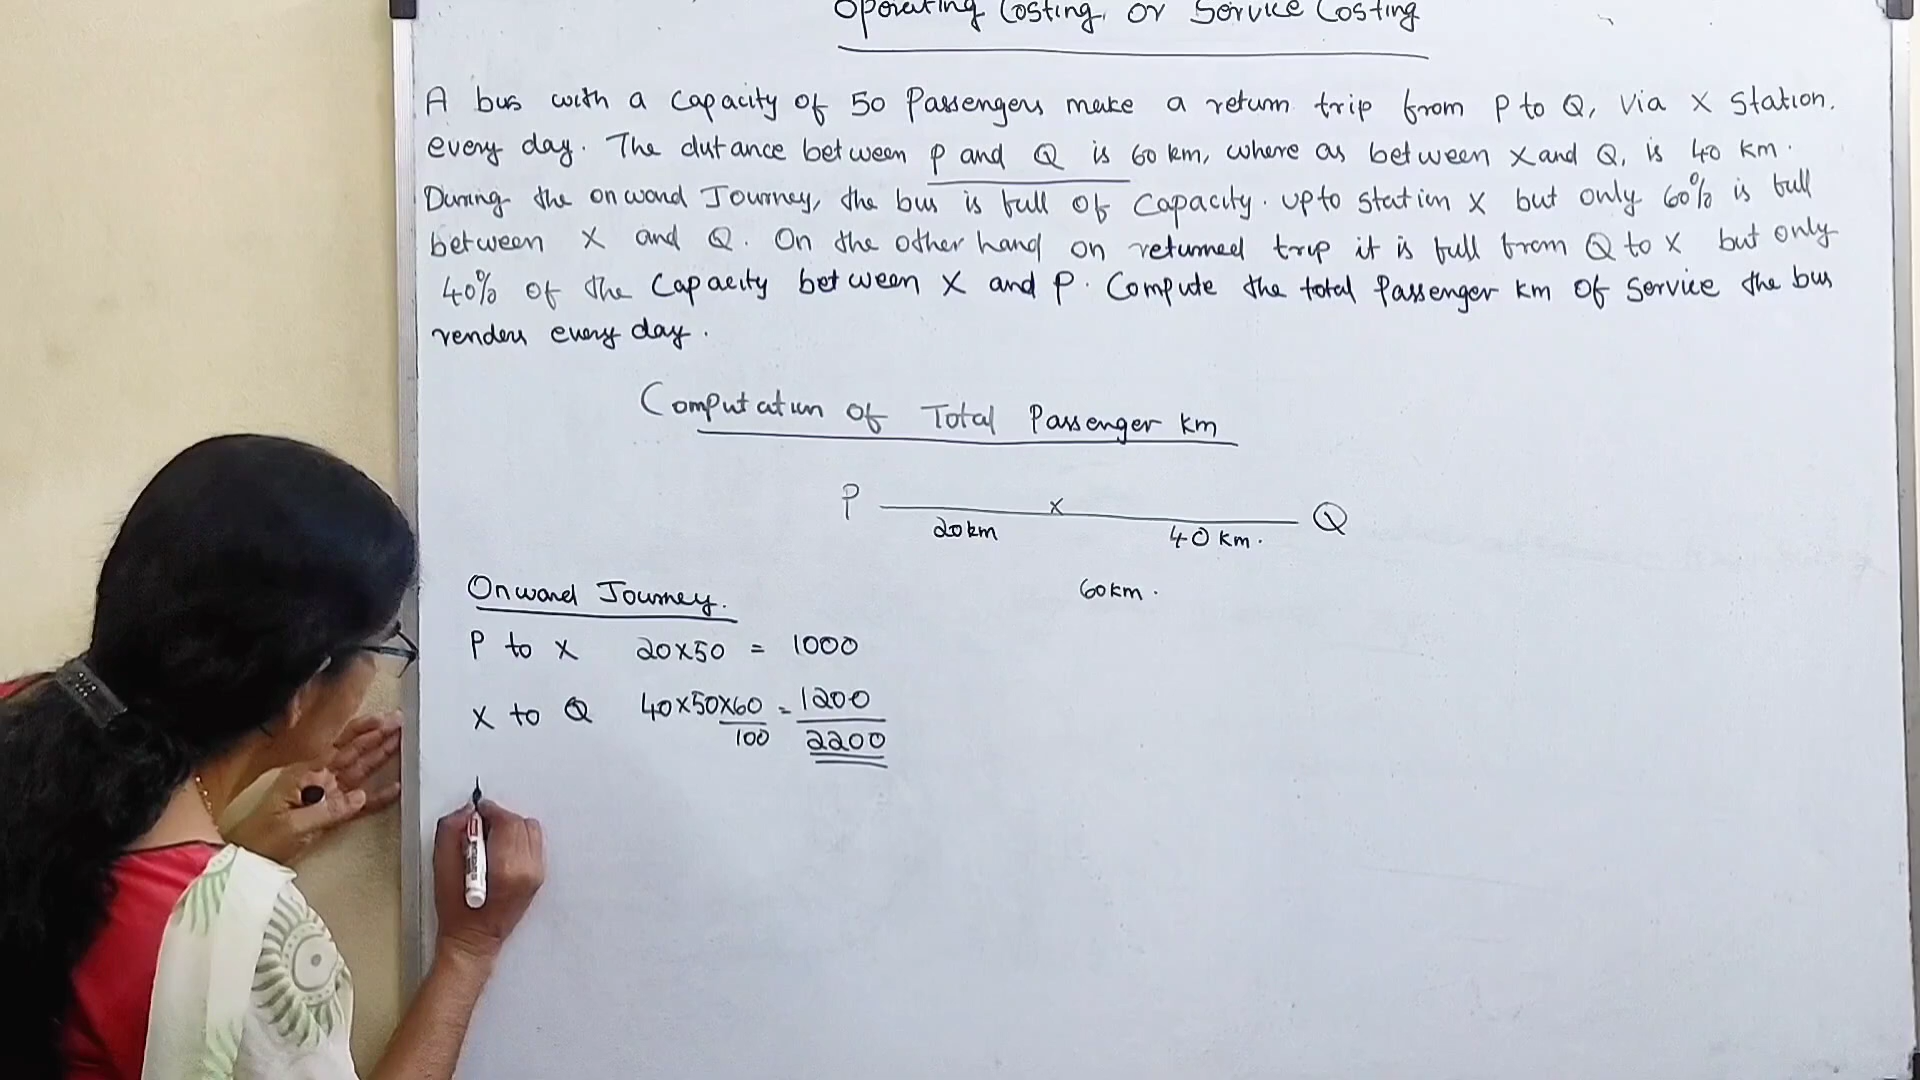 Operating Costing, or Service Costing
A bus with a capacity of 50 Passengers make a return trip from P to Q, Via X Station.
every day. The distance between P and Q is 60 km, where as between X and Q, is 40 km.
During the onward Journey, the bus is full of Capacity. upto station X but only 60% is full
between X and Q. On the other hand on returned trip it is full from Q to X but only
40% of the Capacity between X and P. Compute the total Passenger km of Service the bus
renders every day.
Computation of Total Passenger km
P X Q
20km 40 km.
60km.
Onward Journey.
P to X 20x50 = 1000
X to Q 40x50x60 = 1200
100 2200